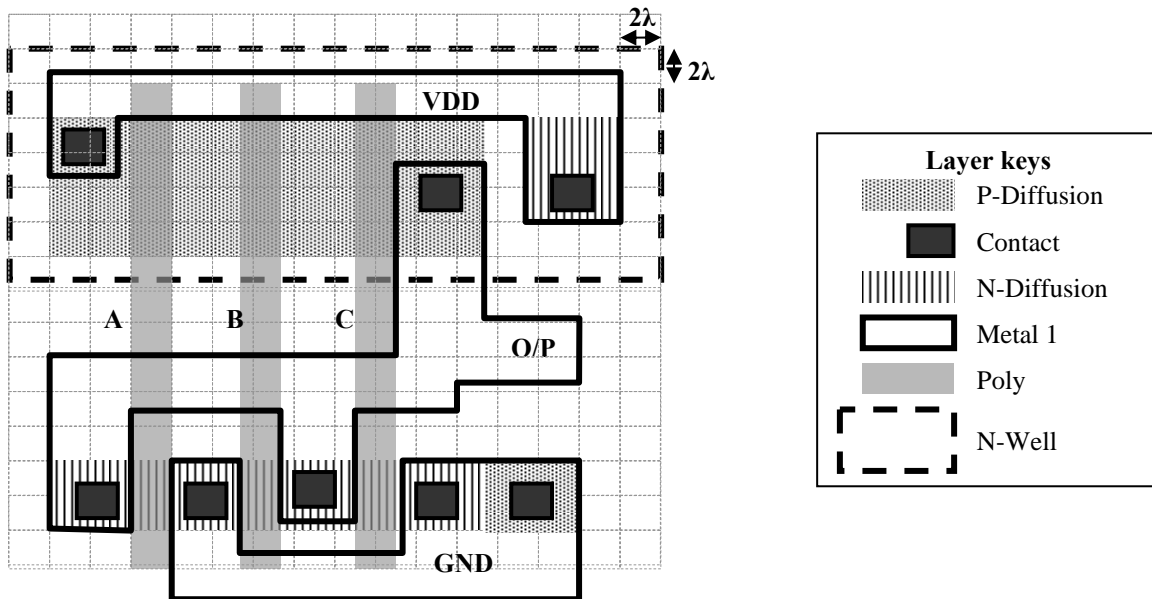 2λ
2λ
VDD
A
B
C
O/P
GND
Layer keys
P-Diffusion
Contact
N-Diffusion
Metal 1
Poly
N-Well